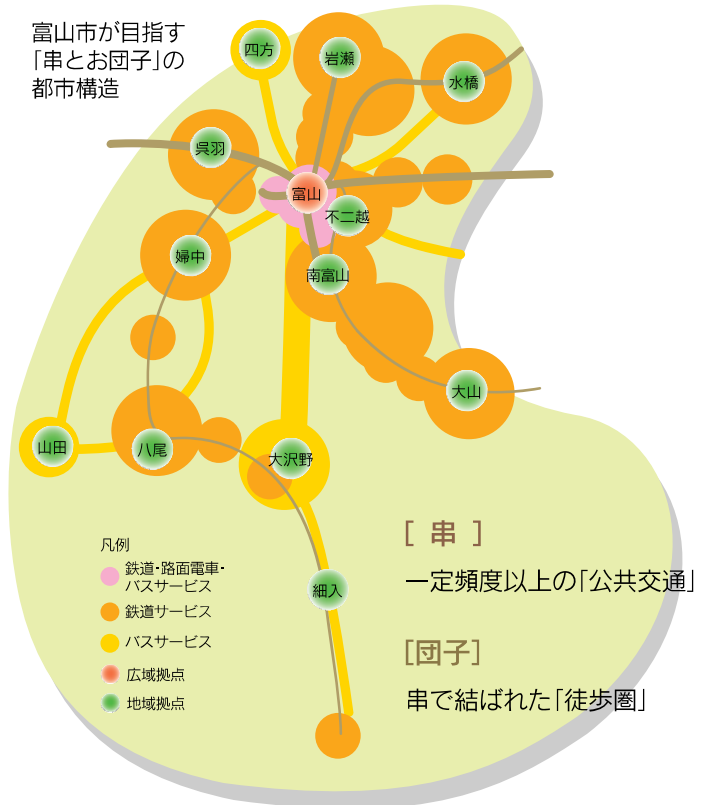 富山市が目指す
「串とお団子」の
都市構造
四方
岩瀬
水橋
呉羽
富山
不二越
婦中
南富山
大山
山田
八尾
大沢野
細入
凡例
鉄道・路面電車・
バスサービス
鉄道サービス
バスサービス
広域拠点
地域拠点
[ 串 ]
一定頻度以上の「公共交通」
[団子]
串で結ばれた「徒歩圏」